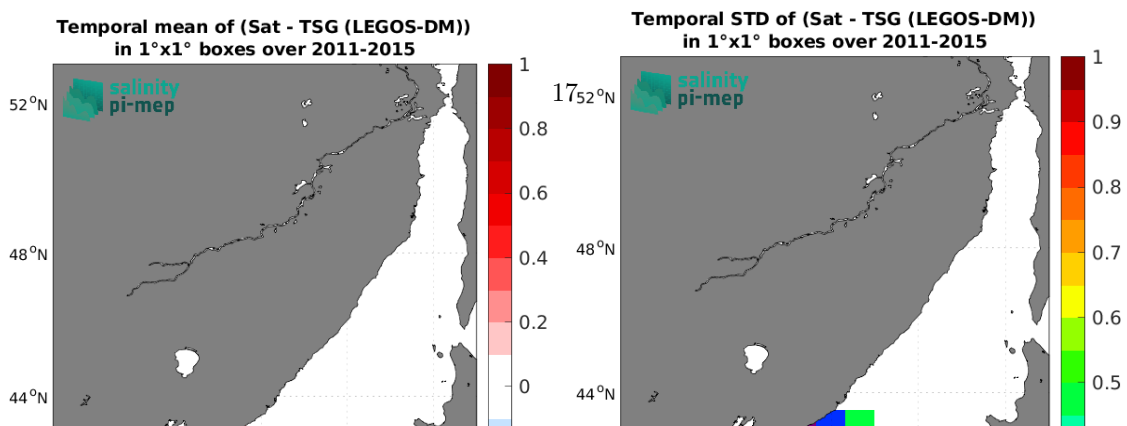 Temporal mean of (Sat - TSG (LEGOS-DM))
in 1°x1° boxes over 2011-2015
salinity
pi-mep
52°N
48°N
44°N
1
0.8
0.6
0.4
0.2
0
17
Temporal STD of (Sat - TSG (LEGOS-DM))
in 1°x1° boxes over 2011-2015
salinity
pi-mep
52°N
48°N
44°N
1
0.9
0.8
0.7
0.6
0.5